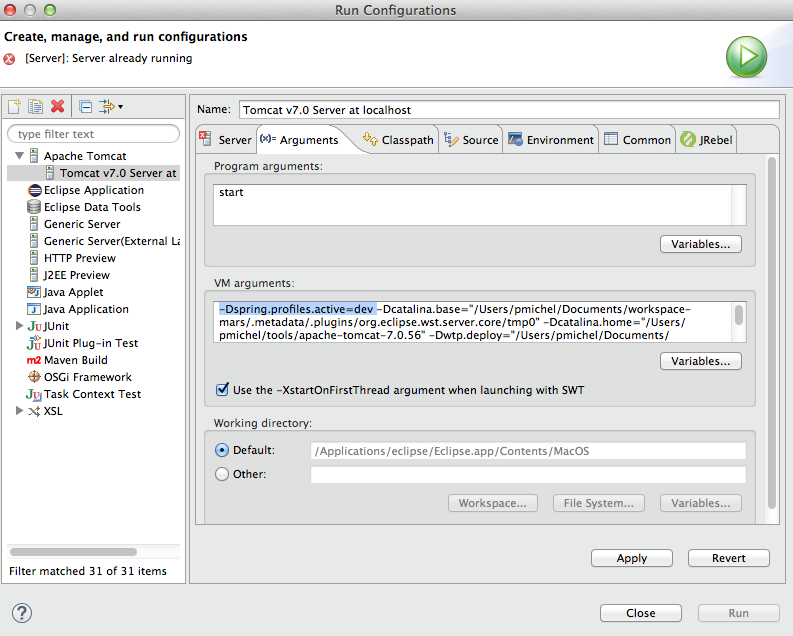 Run Configurations
Create, manage, and run configurations
[Server]: Server already running
type filter text
Apache Tomcat
Tomcat v7.0 Server at
Eclipse Application
Eclipse Data Tools
Generic Server
Generic Server(External La
HTTP Preview
J2EE Preview
Java Applet
Java Application
JUnit
JUnit Plug-in Test
Maven Build
OSGi Framework
Task Context Test
XSL
Filter matched 31 of 31 items
Name: Tomcat v7.0 Server at localhost
Server (x)= Arguments Classpath Source Environment Common JRebel
Program arguments:
start
Variables...
VM arguments:
-Dspring.profiles.active=dev -Dcatalina.base="/Users/pmichel/Documents/workspace-
mars/.metadata/.plugins/org.eclipse.wst.server.core/tmp0" -Dcatalina.home="/Users/
pmichel/tools/apache-tomcat-7.0.56" -Dwtp.deploy="/Users/pmichel/Documents/
Variables...
Use the -XstartOnFirstThread argument when launching with SWT
Working directory:
Default: /Applications/eclipse/Eclipse.app/Contents/MacOS
Other:
Workspace... File System... Variables...
Apply Revert
? Close Run